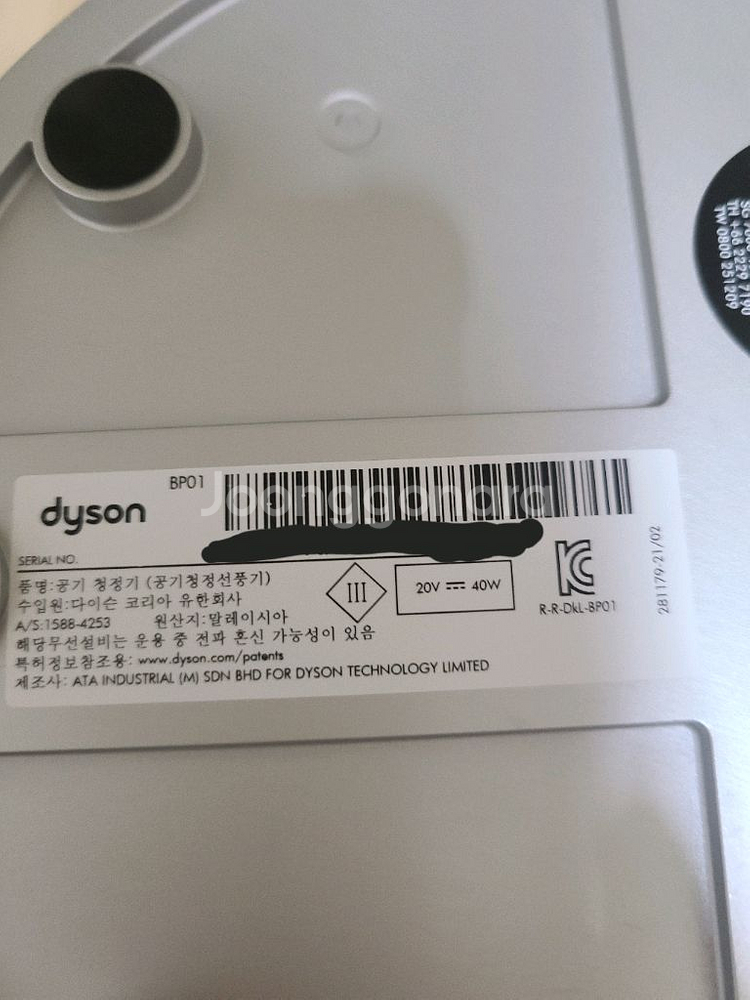 TH +66 2229 7190
TW 0800 251209
BP01
Joonggonara
dyson
SERIAL NO.
품명:공기 청정기 (공기청정선풍기)
수입원:다이슨 코리아 유한회사
A/S:1588-4253 원산지:말레이시아
해당무선설비는 운용 중 전파 혼신 가능성이 있음
특허정보참조용: www.dyson.com/patents
제조사: ATA INDUSTRIAL (M) SDN BHD FOR DYSON TECHNOLOGY LIMITED
III
20V ⎓ 40W
R-R-DkL-BP01
281179-21/02